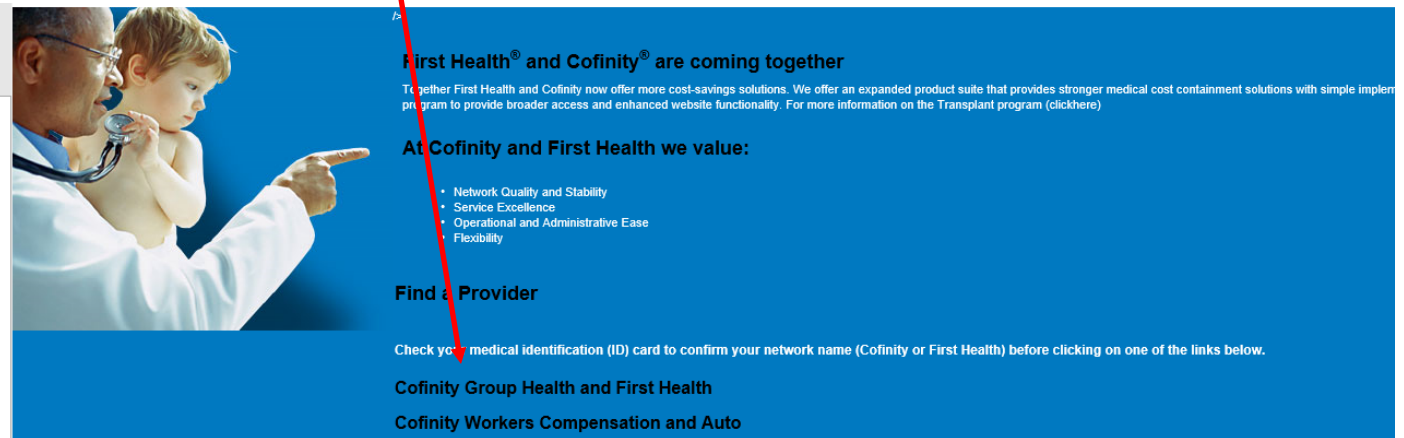 />
First Health® and Cofinity® are coming together
Together First Health and Cofinity now offer more cost-savings solutions. We offer an expanded product suite that provides stronger medical cost containment solutions with simple implem
program to provide broader access and enhanced website functionality. For more information on the Transplant program (clickhere)
At Cofinity and First Health we value:
• Network Quality and Stability
• Service Excellence
• Operational and Administrative Ease
• Flexibility
Find a Provider
Check your medical identification (ID) card to confirm your network name (Cofinity or First Health) before clicking on one of the links below.
Cofinity Group Health and First Health
Cofinity Workers Compensation and Auto